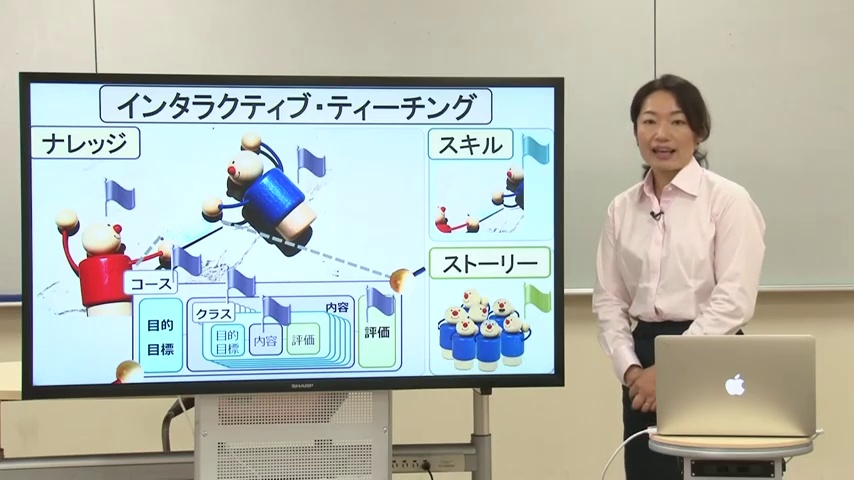 インタラクティブ・ティーチング
ナレッジ
スキル
ストーリー
コース
目的
目標
クラス
内容
目的
目標
内容
評価
評価
SHARP